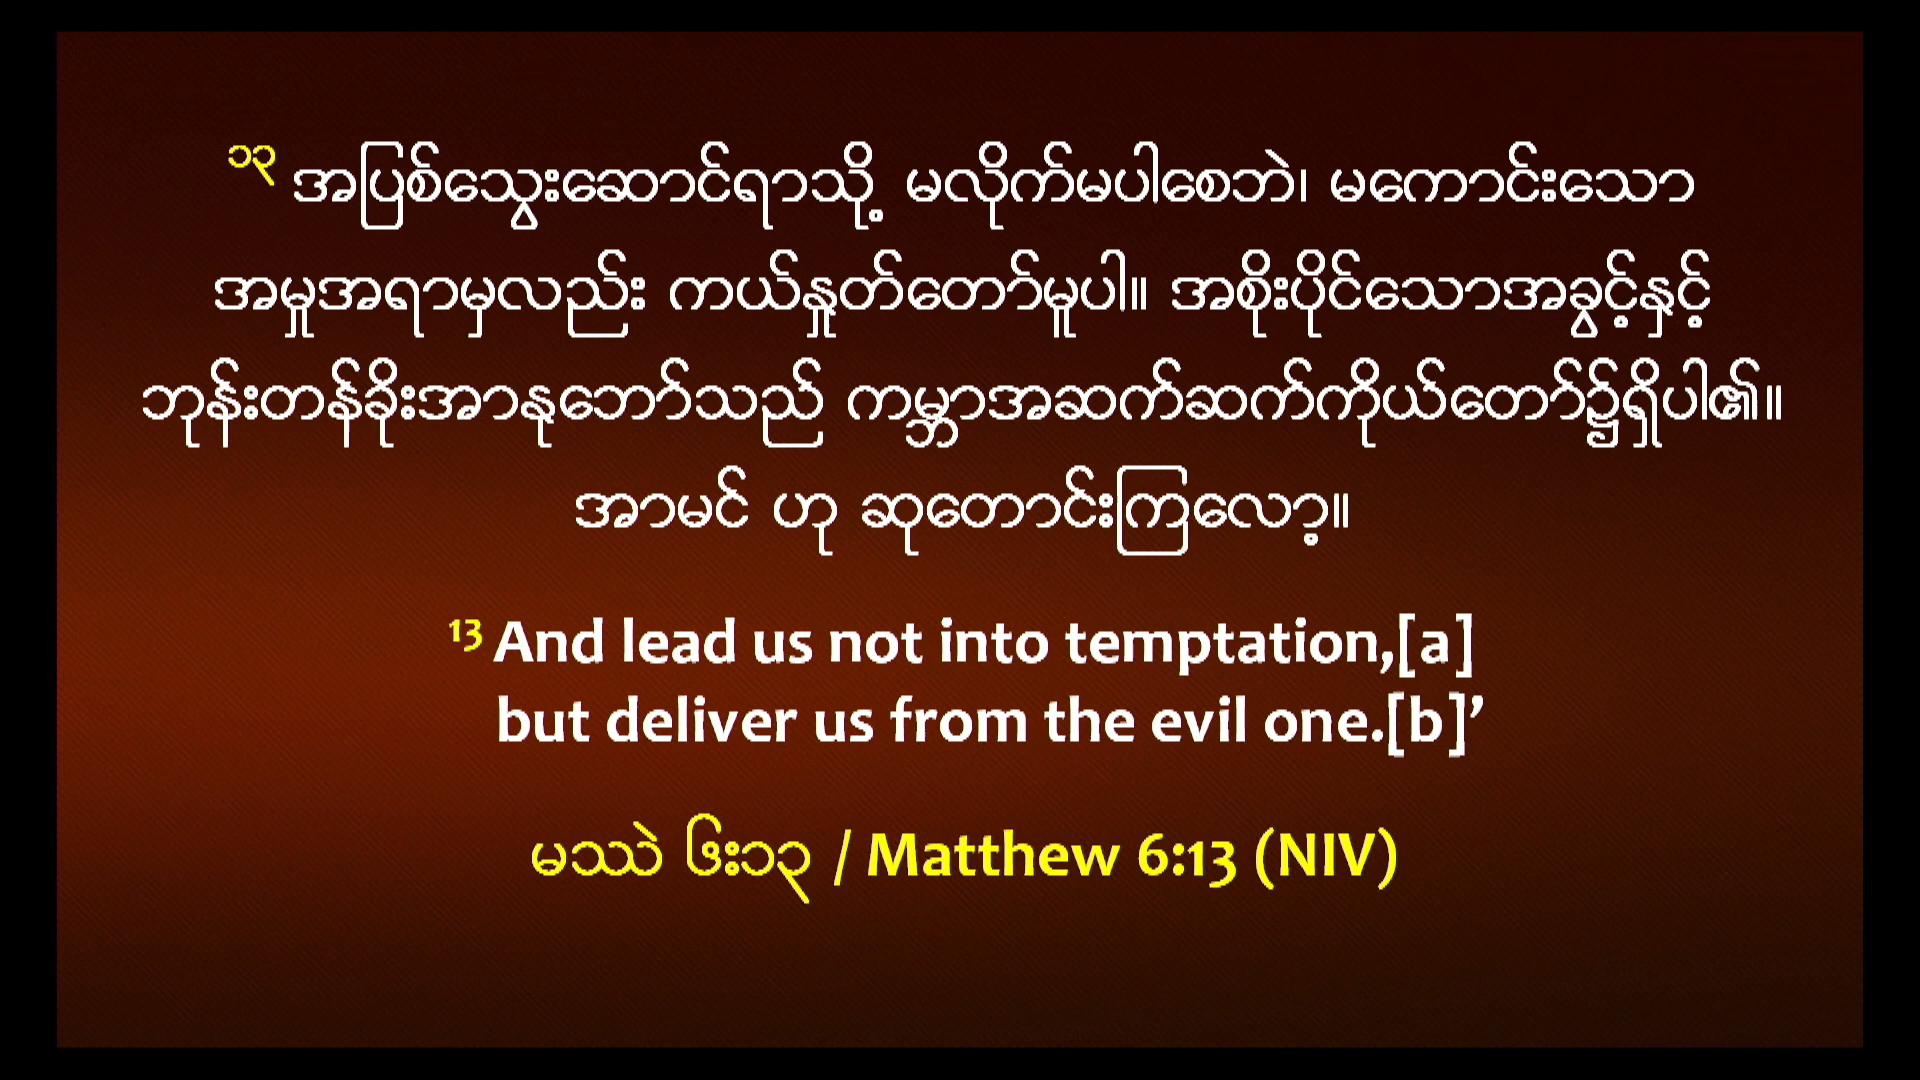 ၁၃ အပြစ်သွေးဆောင်ရာသို့ မလိုက်မပါစေဘဲ၊ မကောင်းသော
အမှုအရာမှလည်း ကယ်နှုတ်တော်မူပါ။ အစိုးပိုင်သောအခွင့်နှင့်
ဘုန်းတန်ခိုးအာနုဘော်သည် ကမ္ဘာအဆက်ဆက်ကိုယ်တော်၌ရှိပါ၏။
အာမင် ဟု ဆုတောင်းကြလော့။
13 And lead us not into temptation,[a]
but deliver us from the evil one.[b]’
မဿဲ ၆း၁၃ / Matthew 6:13 (NIV)